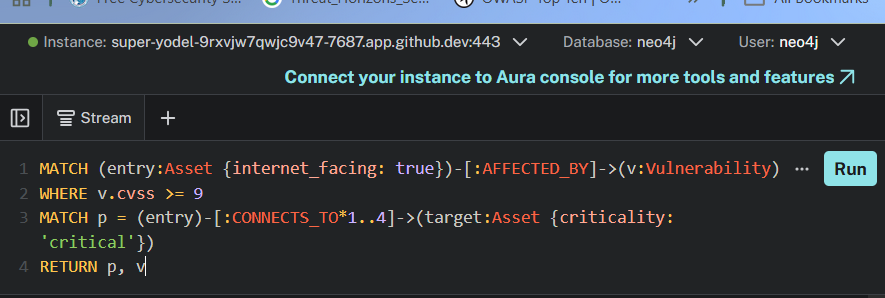 Instance: super-yodel-9rxvjw7qwjc9v47-7687.app.github.dev:443 Database: neo4j User: neo4j
Connect your instance to Aura console for more tools and features
Stream
1 MATCH (entry:Asset {internet_facing: true})-[:AFFECTED_BY]->(v:Vulnerability) ··· Run
2 WHERE v.cvss >= 9
3 MATCH p = (entry)-[:CONNECTS_TO*1..4]->(target:Asset {criticality:
'critical'})
4 RETURN p, v